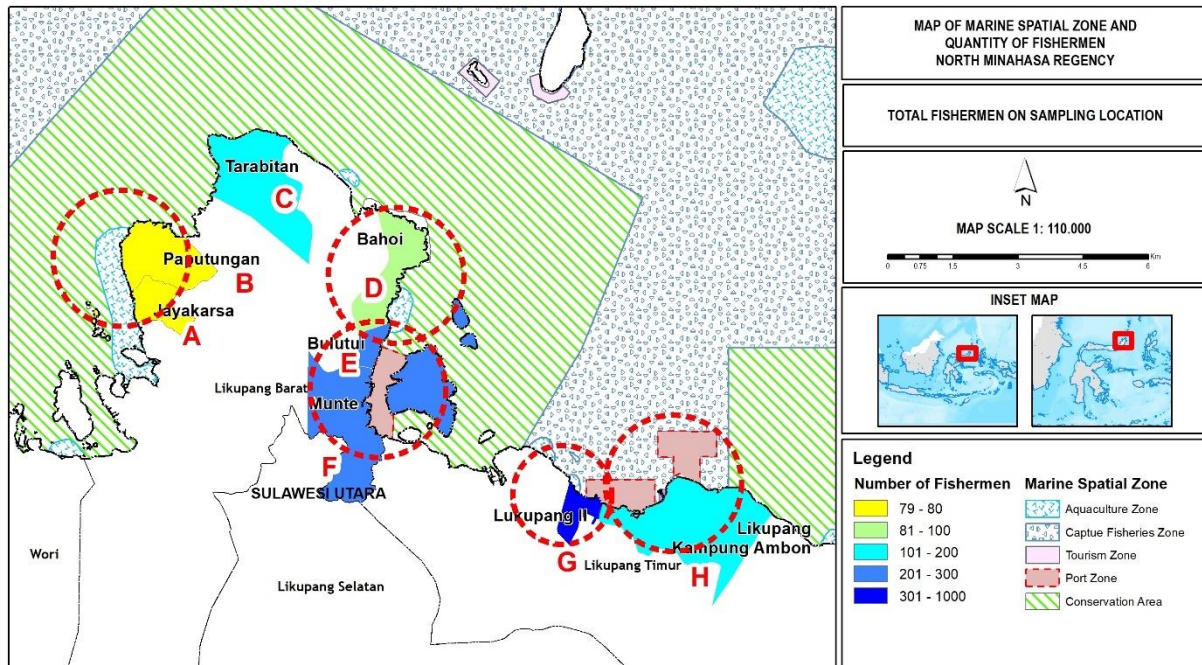 MAP OF MARINE SPATIAL ZONE AND
QUANTITY OF FISHERMEN
NORTH MINAHASA REGENCY
TOTAL FISHERMEN ON SAMPLING LOCATION
N
MAP SCALE 1: 110.000
Km
0 0.75 1.5 3 4.5 6
INSET MAP
Legend
Number of Fishermen
79 - 80
81 - 100
101 - 200
201 - 300
301 - 1000
Marine Spatial Zone
Aquaculture Zone
Captue Fisheries Zone
Tourism Zone
Port Zone
Conservation Area
Tarabitan
C
Bahoi
D
Paputungan
B
Jayakarsa
A
Bulutui
E
Likupang Barat
Munte
F
SULAWESI UTARA
Lukupang II
G
Likupang
Kampung Ambon
Likupang Timur
H
Wori
Likupang Selatan